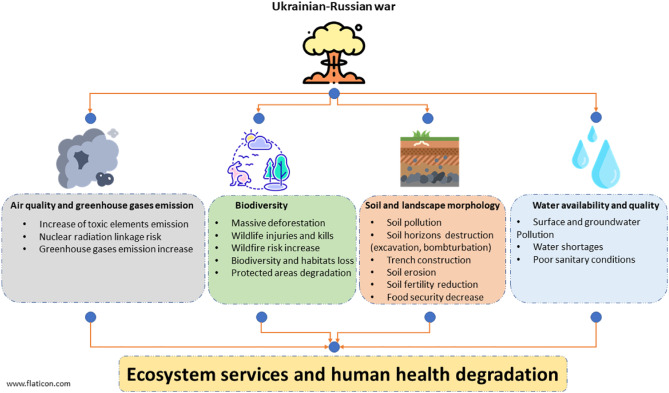 Ukrainian-Russian war
Air quality and greenhouse gases emission
• Increase of toxic elements emission
• Nuclear radiation linkage risk
• Greenhouse gases emission increase
Biodiversity
• Massive deforestation
• Wildlife injuries and kills
• Wildfire risk increase
• Biodiversity and habitats loss
• Protected areas degradation
Soil and landscape morphology
• Soil pollution
• Soil horizons destruction
(excavation, bombturbation)
• Trench construction
• Soil erosion
• Soil fertility reduction
• Food security decrease
Water availability and quality
• Surface and groundwater
Pollution
• Water shortages
• Poor sanitary conditions
Ecosystem services and human health degradation
www.flaticon.com